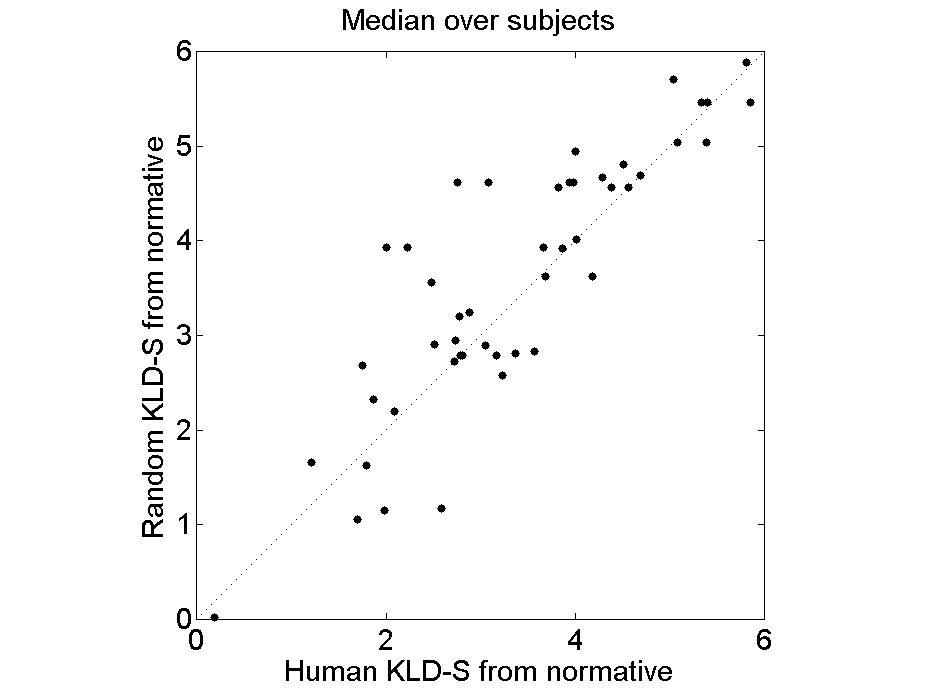 Median over subjects
Random KLD-S from normative
6
5
4
3
2
1
0
0 2 4 6
Human KLD-S from normative